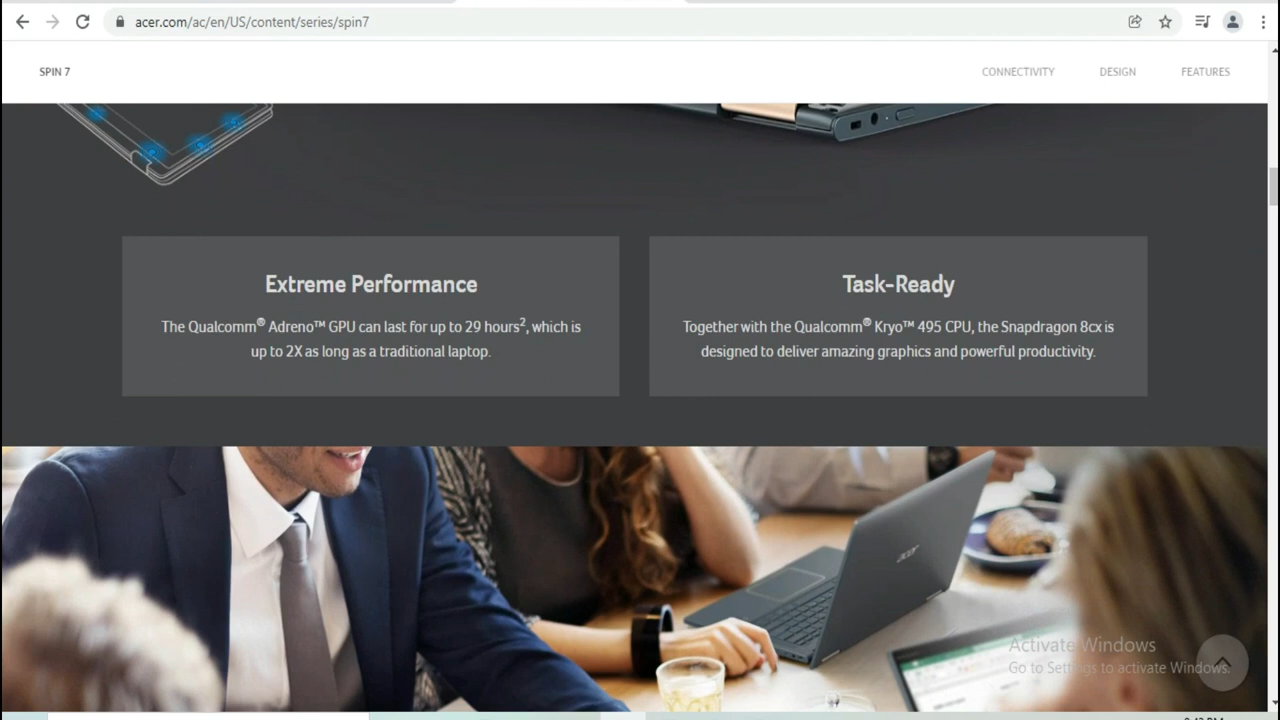 acer.com/ac/en/US/content/series/spin7
SPIN 7
CONNECTIVITY
DESIGN
FEATURES
Extreme Performance
The Qualcomm® Adreno™ GPU can last for up to 29 hours², which is
up to 2X as long as a traditional laptop.
Task-Ready
Together with the Qualcomm® Kryo™ 495 CPU, the Snapdragon 8cx is
designed to deliver amazing graphics and powerful productivity.
acer
Activate Windows
Go to Settings to activate Windows.